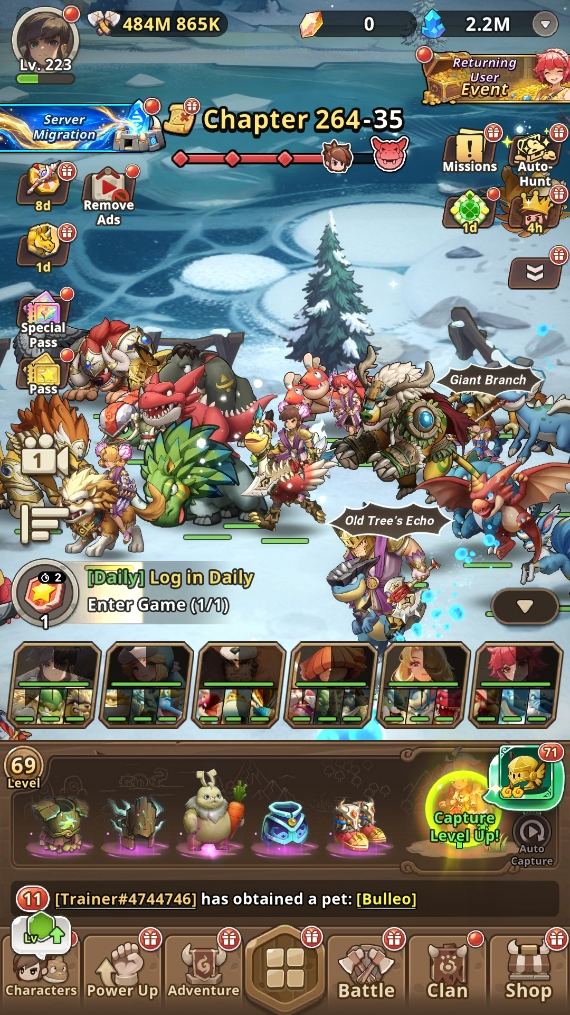 484M 865K
0
2.2M
Lv. 223
Returning
User
Event
Server
Migration
Chapter 264-35
Missions
Auto-
Hunt
8d
Remove
Ads
1d
4h
1d
Special
Pass
Pass
Giant Branch
1
Old Tree's Echo
2
[Daily] Log in Daily
Enter Game (1/1)
1
69
Level
71
Capture
Level Up!
Auto
Capture
11
[Trainer#4744746] has obtained a pet: [Bulleo]
Lv
Characters
Power Up
Adventure
Battle
Clan
Shop